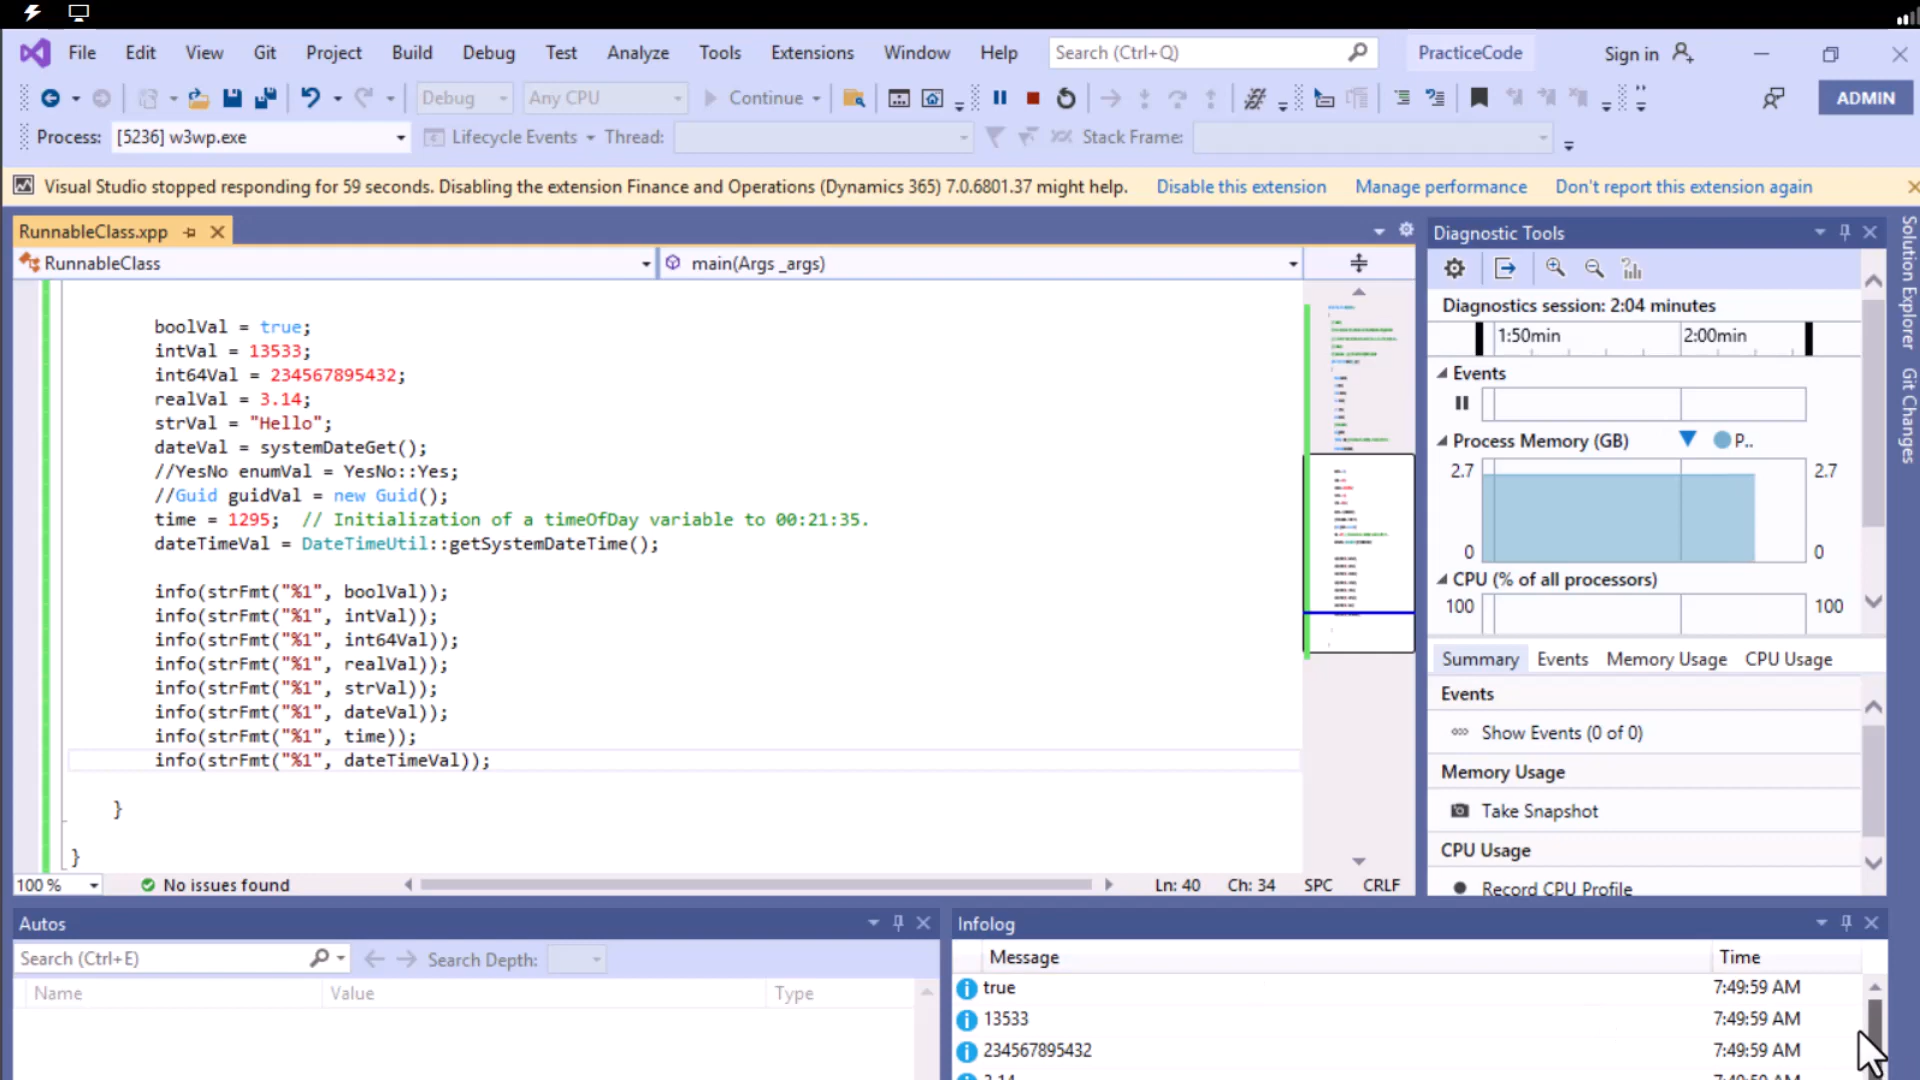 File Edit View Git Project Build Debug Test Analyze Tools Extensions Window Help Search (Ctrl+Q) PracticeCode Sign in
Debug Any CPU Continue ADMIN
Process: [5236] w3wp.exe Lifecycle Events Thread: Stack Frame:
Visual Studio stopped responding for 59 seconds. Disabling the extension Finance and Operations (Dynamics 365) 7.0.6801.37 might help. Disable this extension Manage performance Don't report this extension again
RunnableClass.xpp
RunnableClass main(Args _args)
boolVal = true;
intVal = 13533;
int64Val = 234567895432;
realVal = 3.14;
strVal = "Hello";
dateVal = systemDateGet();
//YesNo enumVal = YesNo::Yes;
//Guid guidVal = new Guid();
time = 1295; // Initialization of a timeOfDay variable to 00:21:35.
dateTimeVal = DateTimeUtil::getSystemDateTime();
info(strFmt("%1", boolVal));
info(strFmt("%1", intVal));
info(strFmt("%1", int64Val));
info(strFmt("%1", realVal));
info(strFmt("%1", strVal));
info(strFmt("%1", dateVal));
info(strFmt("%1", time));
info(strFmt("%1", dateTimeVal));
}
}
100 % No issues found Ln: 40 Ch: 34 SPC CRLF
Diagnostic Tools
Diagnostics session: 2:04 minutes
1:50min 2:00min
Events
Process Memory (GB) P..
2.7 2.7
0 0
CPU (% of all processors)
100 100
Summary Events Memory Usage CPU Usage
Events
Show Events (0 of 0)
Memory Usage
Take Snapshot
CPU Usage
Record CPU Profile
Solution Explorer
Git Changes
Autos
Search (Ctrl+E) Search Depth:
Name Value Type
Infolog
Message Time
true 7:49:59 AM
13533 7:49:59 AM
234567895432 7:49:59 AM